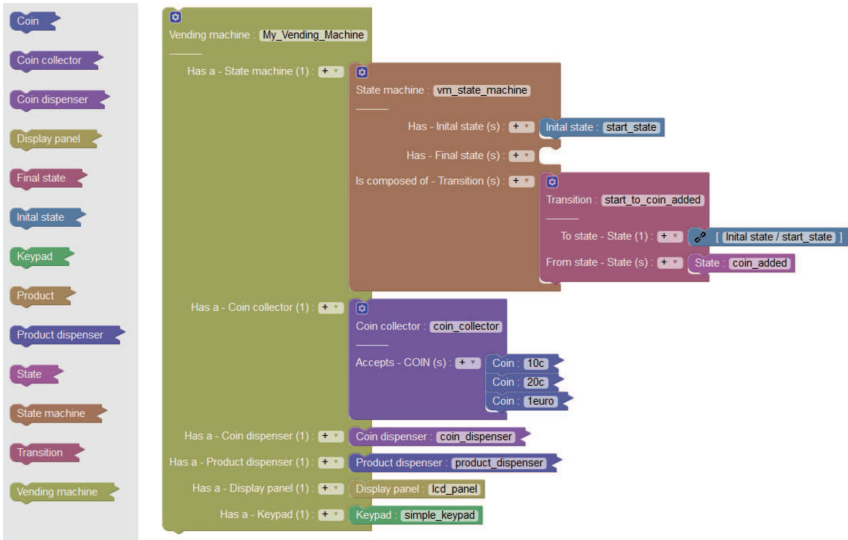 Coin
Coin collector
Coin dispenser
Display panel
Final state
Inital state
Keypad
Product
Product dispenser
State
State machine
Transition
Vending machine
Vending machine : My_Vending_Machine
Has a - State machine (1) : +
State machine : vm_state_machine
Has - Inital state (s) : +
Inital state : start_state
Has - Final state (s) : +
Is composed of - Transition (s) : +
Transition : start_to_coin_added
To state - State (1) : +
[ Inital state / start_state ]
From state - State (s) : +
State : coin_added
Has a - Coin collector (1) : +
Coin collector : coin_collector
Accepts - COIN (s) : +
Coin : 10c
Coin : 20c
Coin : 1euro
Has a - Coin dispenser (1) : +
Coin dispenser : coin_dispenser
Has a - Product dispenser (1) : +
Product dispenser : product_dispenser
Has a - Display panel (1) : +
Display panel : lcd_panel
Has a - Keypad (1) : +
Keypad : simple_keypad